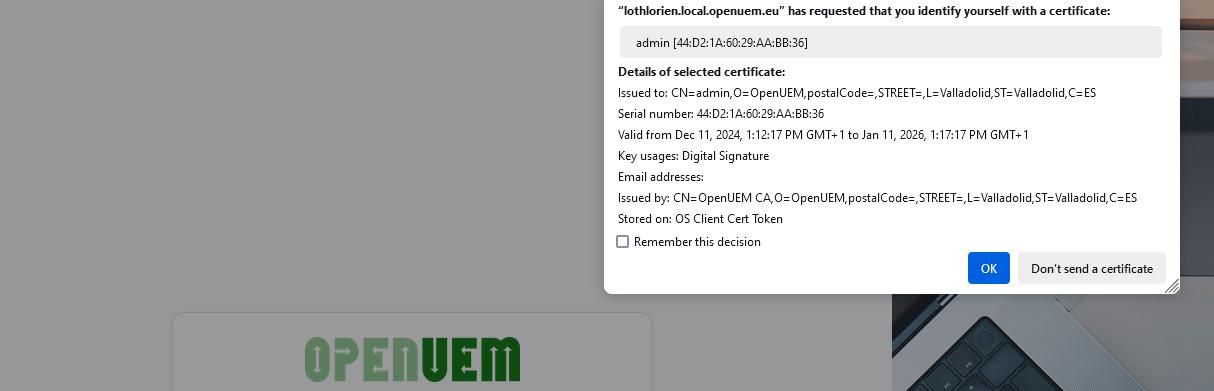 “lothlorien.local.openuem.eu” has requested that you identify yourself with a certificate:
admin [44:D2:1A:60:29:AA:BB:36]
Details of selected certificate:
Issued to: CN=admin,O=OpenUEM,postalCode=,STREET=,L=Valladolid,ST=Valladolid,C=ES
Serial number: 44:D2:1A:60:29:AA:BB:36
Valid from Dec 11, 2024, 1:12:17 PM GMT+1 to Jan 11, 2026, 1:17:17 PM GMT+1
Key usages: Digital Signature
Email addresses:
Issued by: CN=OpenUEM CA,O=OpenUEM,postalCode=,STREET=,L=Valladolid,ST=Valladolid,C=ES
Stored on: OS Client Cert Token
Remember this decision
OK Don’t send a certificate
OPENUEM